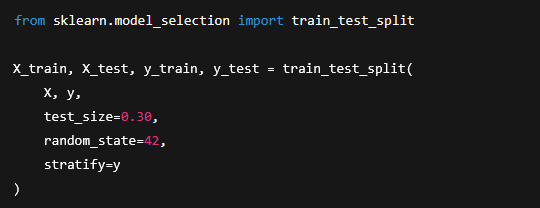 from sklearn.model_selection import train_test_split
X_train, X_test, y_train, y_test = train_test_split(
    X, y,
    test_size=0.30,
    random_state=42,
    stratify=y
)